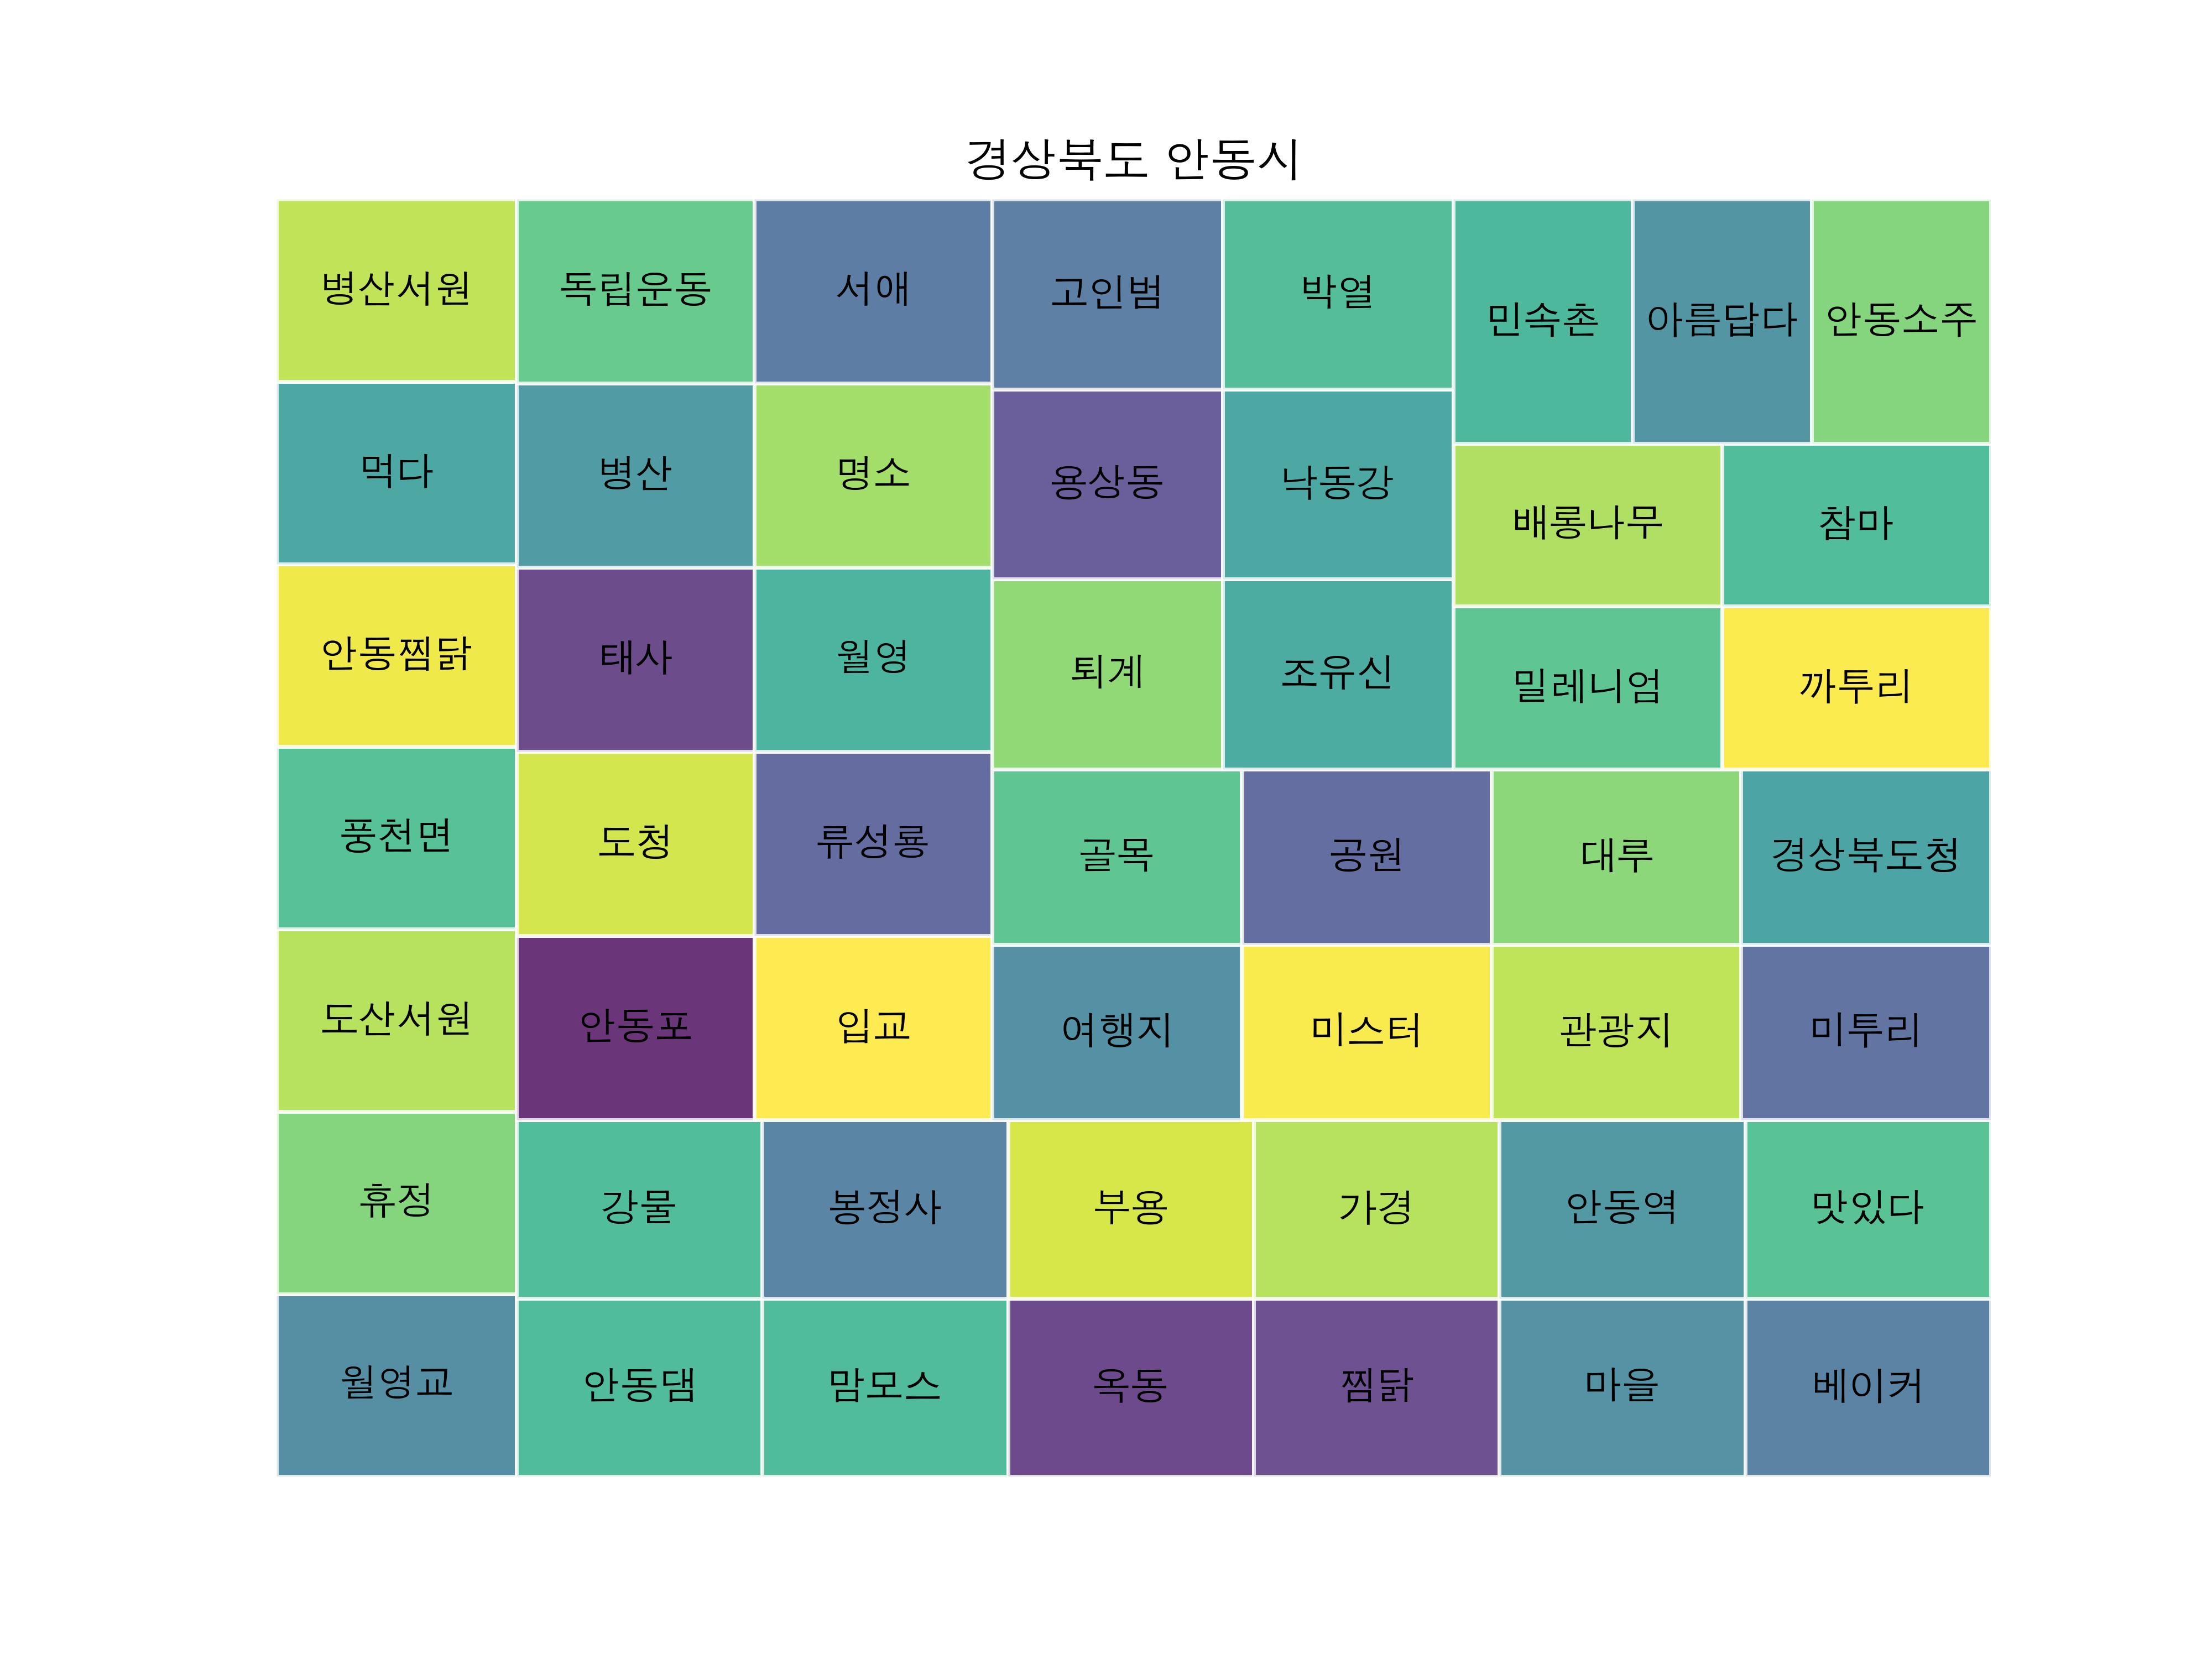 경상북도 안동시
병산서원
독립운동
서애
고인범
박열
민속촌
아름답다
안동소주
먹다
병산
명소
용상동
낙동강
배롱나무
참마
안동찜닭
태사
월영
퇴계
조유신
밀레니엄
까투리
풍천면
도청
류성룡
골목
공원
대루
경상북도청
도산서원
안동포
입교
여행지
미스터
관광지
미투리
휴정
강물
봉정사
부용
가경
안동역
맛있다
월영교
안동댐
맘모스
옥동
찜닭
마을
베이커